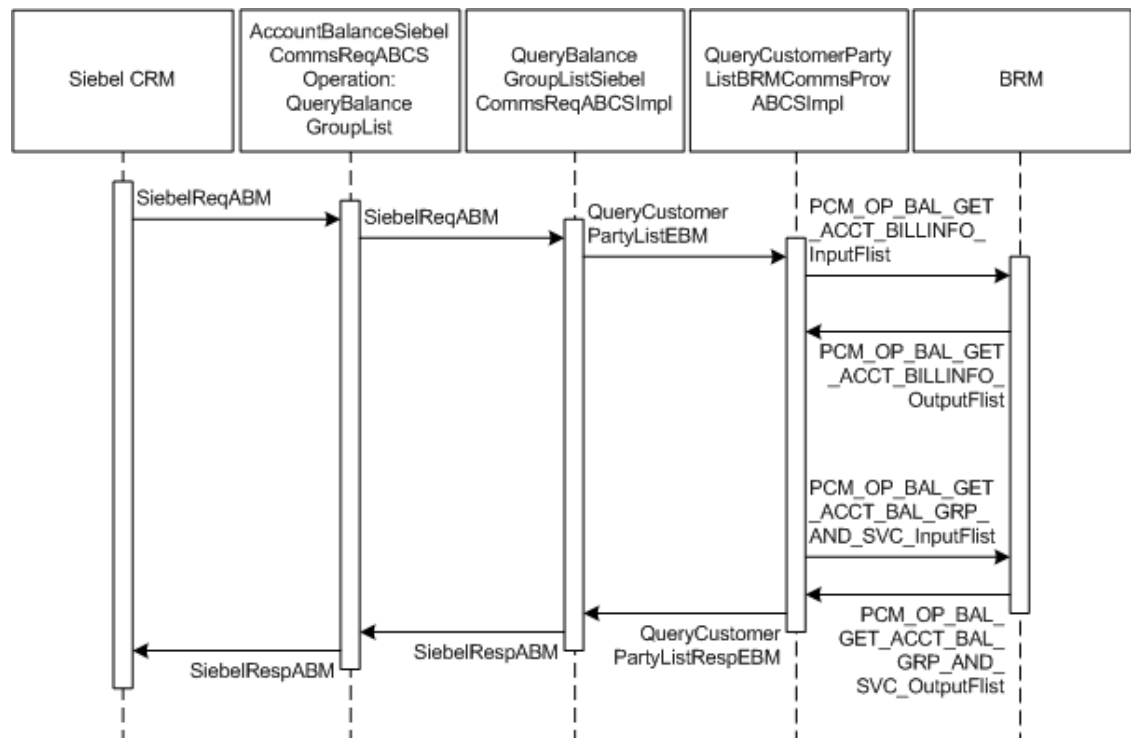 Siebel CRM
AccountBalanceSiebel
CommsReqABCS
Operation:
QueryBalance
GroupList
QueryBalance
GroupListSiebel
CommsReqABCSImpl
QueryCustomerParty
ListBRMCommsProv
ABCSImpl
BRM
SiebelReqABM
SiebelReqABM
QueryCustomer
PartyListEBM
PCM_OP_BAL_GET
_ACCT_BILLINFO_
InputFlist
PCM_OP_BAL_GET
_ACCT_BILLINFO_
OutputFlist
PCM_OP_BAL_GET
_ACCT_BAL_GRP_
AND_SVC_InputFlist
PCM_OP_BAL_
GET_ACCT_BAL_
GRP_AND_
SVC_OutputFlist
QueryCustomer
PartyListRespEBM
SiebelRespABM
SiebelRespABM